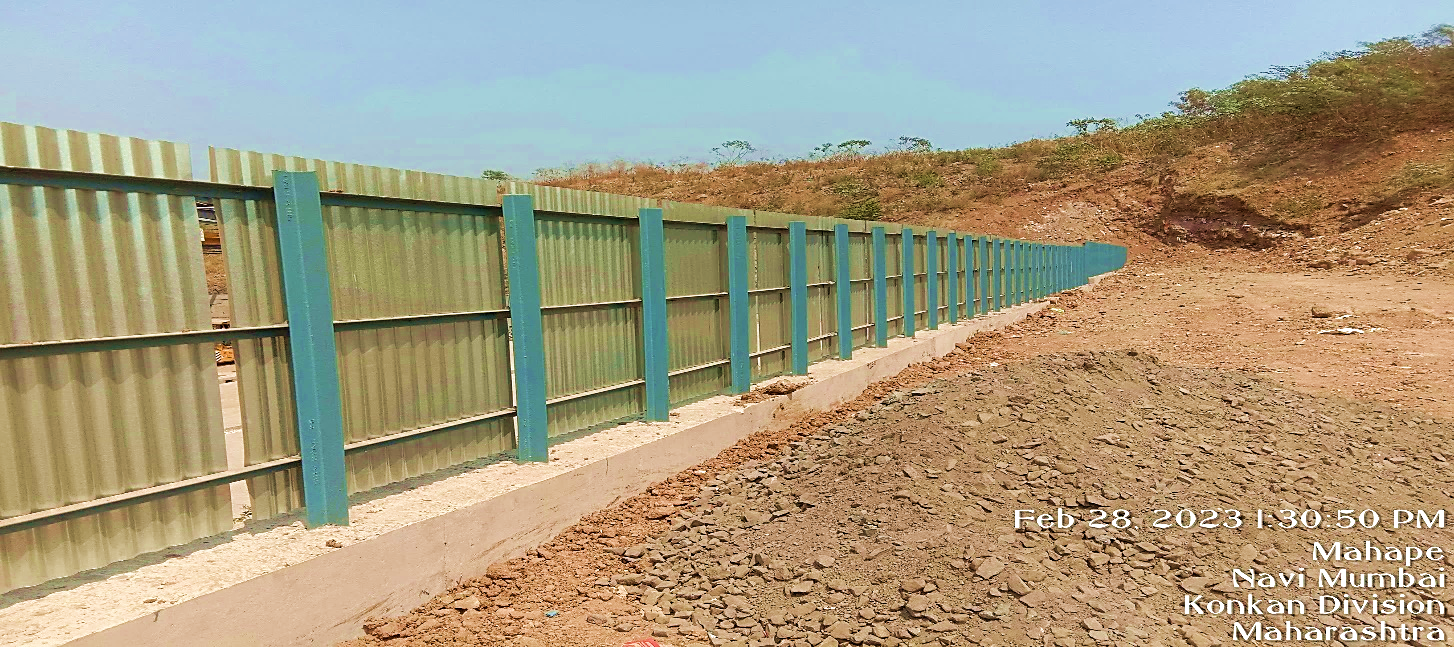 Feb 28, 2023 1:30:50 PM
Mahape
Navi Mumbai
Konkan Division
Maharashtra